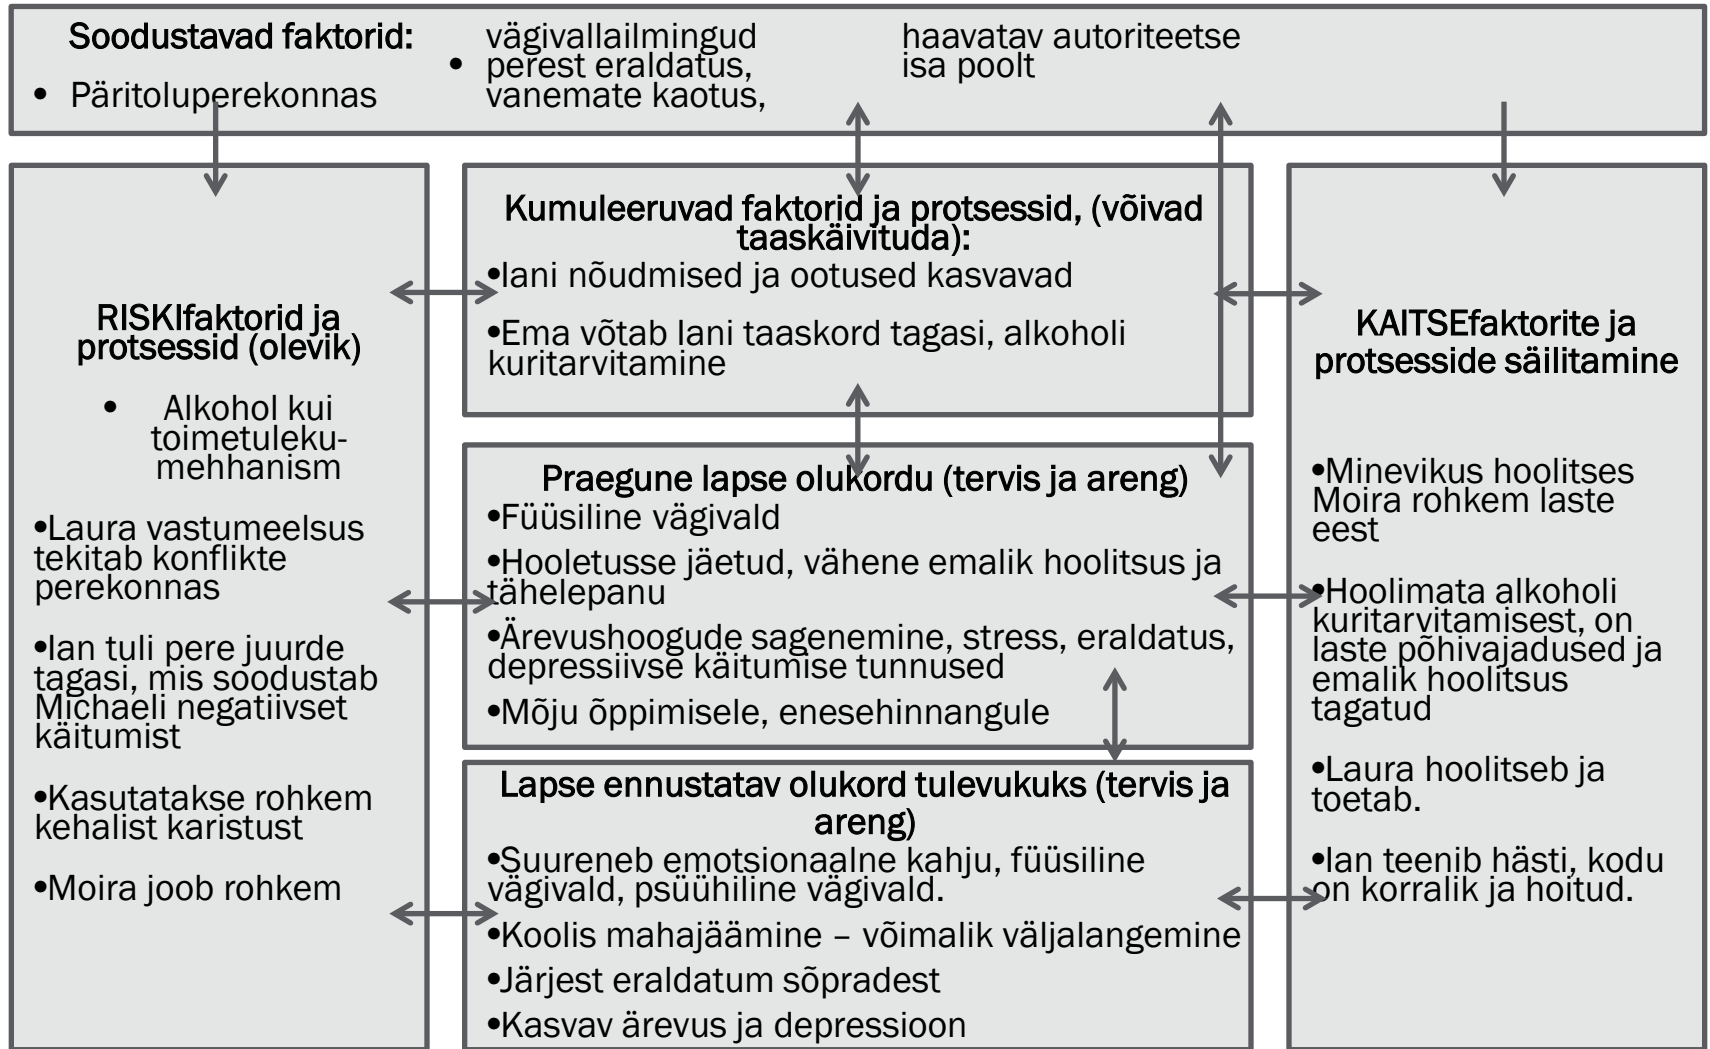 Soodustavad faktorid:
• Päritoluperekonnas
vägivallailmingud
• perest eraldatus,
vanemate kaotus,
haavatav autoriteetse
isa poolt
RISKIfaktorid ja
protsessid (olevik)
• Alkohol kui
toimetuleku-
mehhanism
•Laura vastumeelsus
tekitab konflikte
perekonnas
•Ian tuli pere juurde
tagasi, mis soodustab
Michaeli negatiivset
käitumist
•Kasutatakse rohkem
kehalist karistust
•Moira joob rohkem
Kumuleeruvad faktorid ja protsessid, (võivad
taaskäivituda):
•Iani nõudmised ja ootused kasvavad
•Ema võtab Iani taaskord tagasi, alkoholi
kuritarvitamine
Praegune lapse olukordu (tervis ja areng)
•Füüsiline vägivald
•Hooletusse jäetud, vähene emalik hoolitsus ja
tähelepanu
•Ärevushoogude sagenemine, stress, eraldatus,
depressiivse käitumise tunnused
•Mõju õppimisele, enesehinnangule
Lapse ennustatav olukord tulevukuks (tervis ja
areng)
•Suureneb emotsionaalne kahju, füüsiline
vägivald, psüühiline vägivald.
•Koolis mahajäämine – võimalik väljalangemine
•Järjest eraldatum sõpradest
•Kasvav ärevus ja depressioon
KAITSEfaktorite ja
protsesside säilitamine
•Minevikus hoolitses
Moira rohkem laste
eest
•Hoolimata alkoholi
kuritarvitamisest, on
laste põhivajadused ja
emalik hoolitsus
tagatud
•Laura hoolitseb ja
toetab.
•Ian teenib hästi, kodu
on korralik ja hoitud.